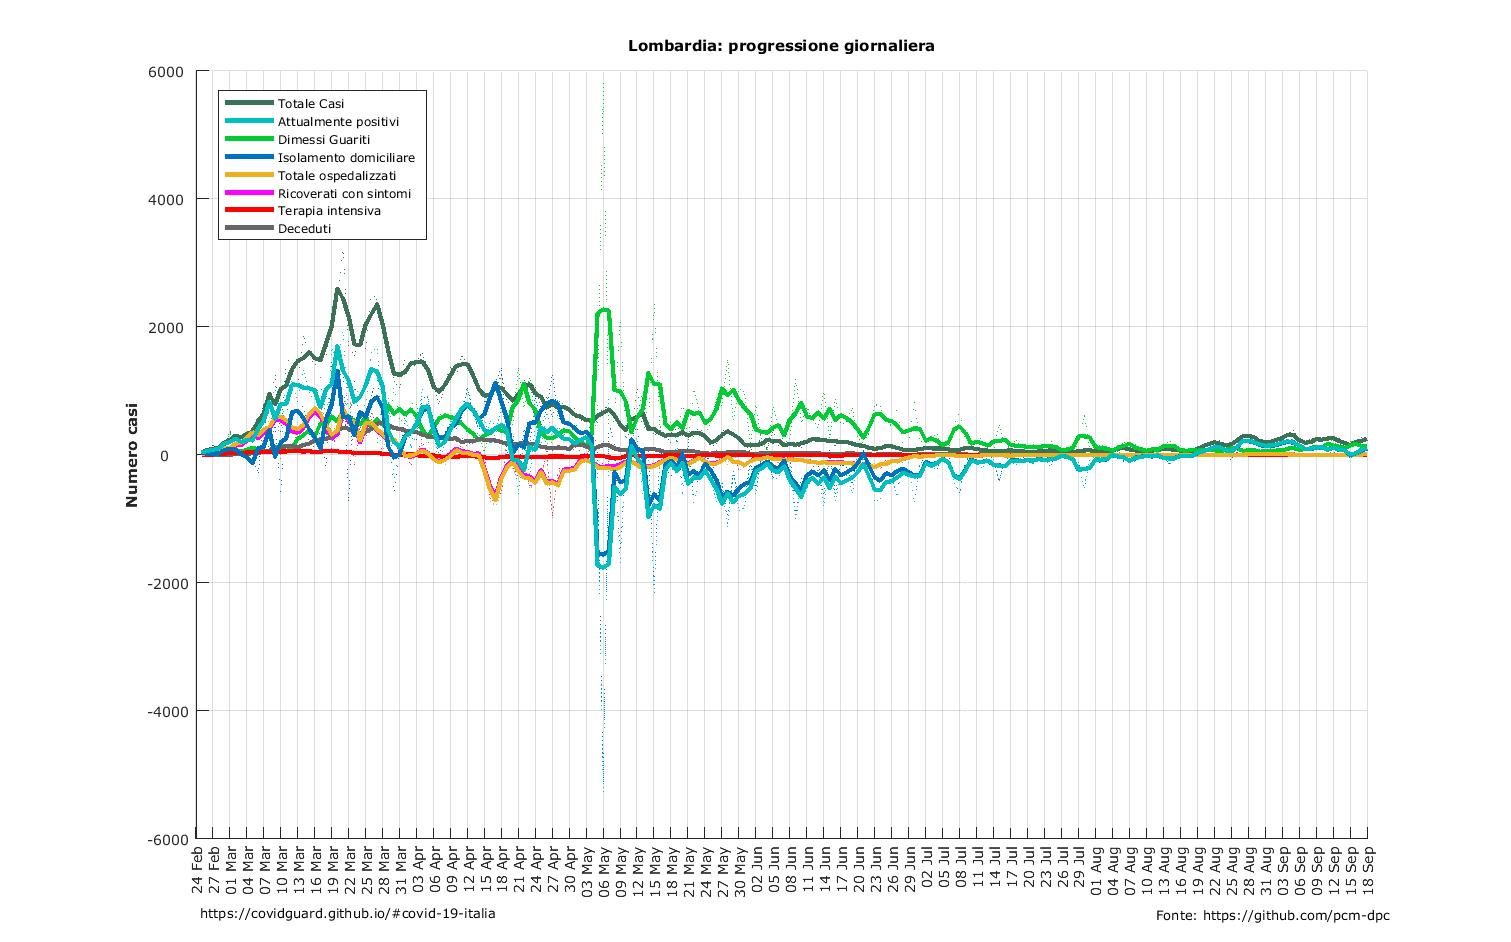 Lombardia: progressione giornaliera
6000
4000
2000
0
-2000
-4000
-6000
Numero casi
Totale Casi
Attualmente positivi
Dimessi Guariti
Isolamento domiciliare
Totale ospedalizzati
Ricoverati con sintomi
Terapia intensiva
Deceduti
24 Feb
27 Feb
01 Mar
04 Mar
07 Mar
10 Mar
13 Mar
16 Mar
19 Mar
22 Mar
25 Mar
28 Mar
31 Mar
03 Apr
06 Apr
09 Apr
12 Apr
15 Apr
18 Apr
21 Apr
24 Apr
27 Apr
30 Apr
03 May
06 May
09 May
12 May
15 May
18 May
21 May
24 May
27 May
30 May
02 Jun
05 Jun
08 Jun
11 Jun
14 Jun
17 Jun
20 Jun
23 Jun
26 Jun
29 Jun
02 Jul
05 Jul
08 Jul
11 Jul
14 Jul
17 Jul
20 Jul
23 Jul
26 Jul
29 Jul
01 Aug
04 Aug
07 Aug
10 Aug
13 Aug
16 Aug
19 Aug
22 Aug
25 Aug
28 Aug
31 Aug
03 Sep
06 Sep
09 Sep
12 Sep
15 Sep
18 Sep
https://covidguard.github.io/#covid-19-italia
Fonte: https://github.com/pcm-dpc